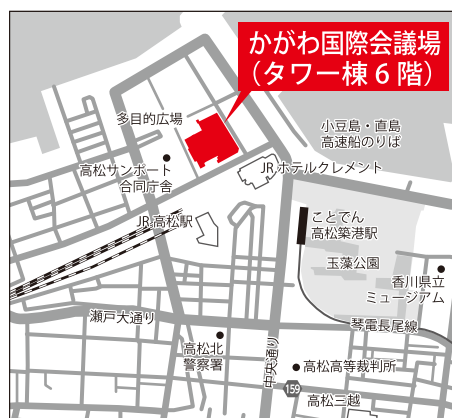 かがわ国際会議場
（タワー棟6階）
多目的広場
小豆島・直島
高速船のりば
高松サンポート
合同庁舎
JRホテルクレメント
JR高松駅
ことでん
高松築港駅
玉藻公園
香川県立
ミュージアム
瀬戸大通り
琴電長尾線
高松北
警察署
中央通り
高松高等裁判所
159
高松三越